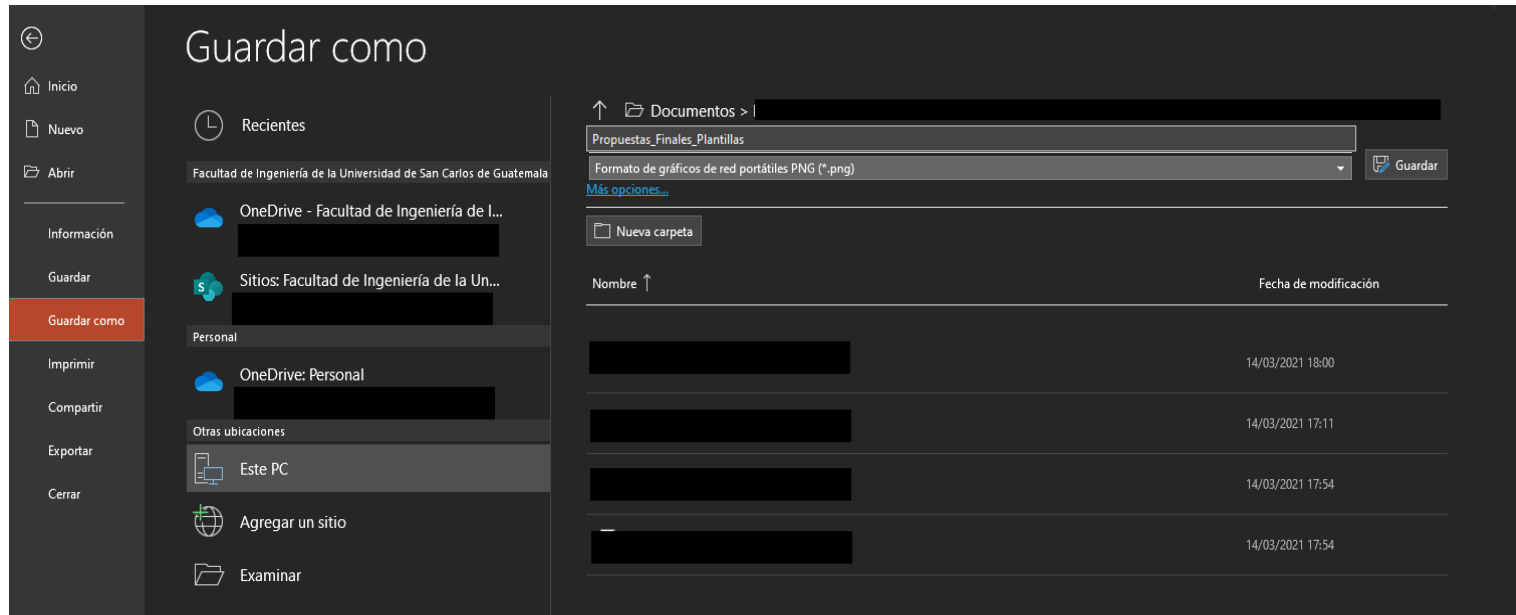 Guardar como
Inicio
Nuevo
Abrir
Información
Guardar
Guardar como
Imprimir
Compartir
Exportar
Cerrar
Recientes
Facultad de Ingeniería de la Universidad de San Carlos de Guatemala
OneDrive - Facultad de Ingeniería de l...
Sitios: Facultad de Ingeniería de la Un...
Personal
OneDrive: Personal
Otras ubicaciones
Este PC
Agregar un sitio
Examinar
Documentos >
Propuestas_Finales_Plantillas
Formato de gráficos de red portátiles PNG (*.png)
Guardar
Más opciones...
Nueva carpeta
Nombre ↑ Fecha de modificación
14/03/2021 18:00
14/03/2021 17:11
14/03/2021 17:54
14/03/2021 17:54